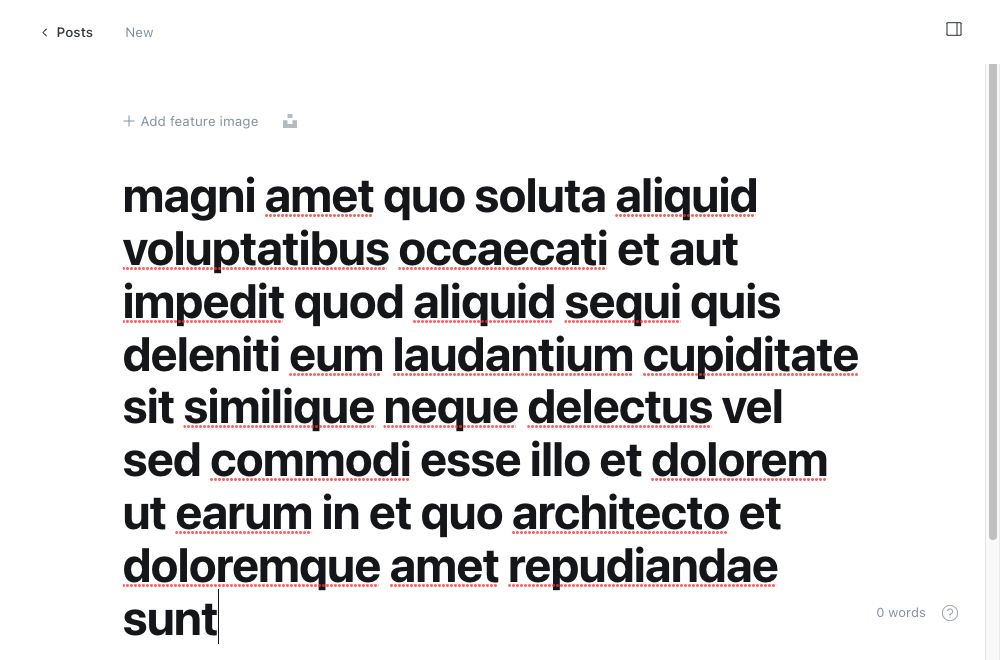 Posts
New
Add feature image
magni amet quo soluta aliquid
voluptatibus occaecati et aut
impedit quod aliquid sequi quis
deleniti eum laudantium cupiditate
sit similique neque delectus vel
sed commodi esse illo et dolorem
ut earum in et quo architecto et
doloremque amet repudiandae
sunt
0 words
?